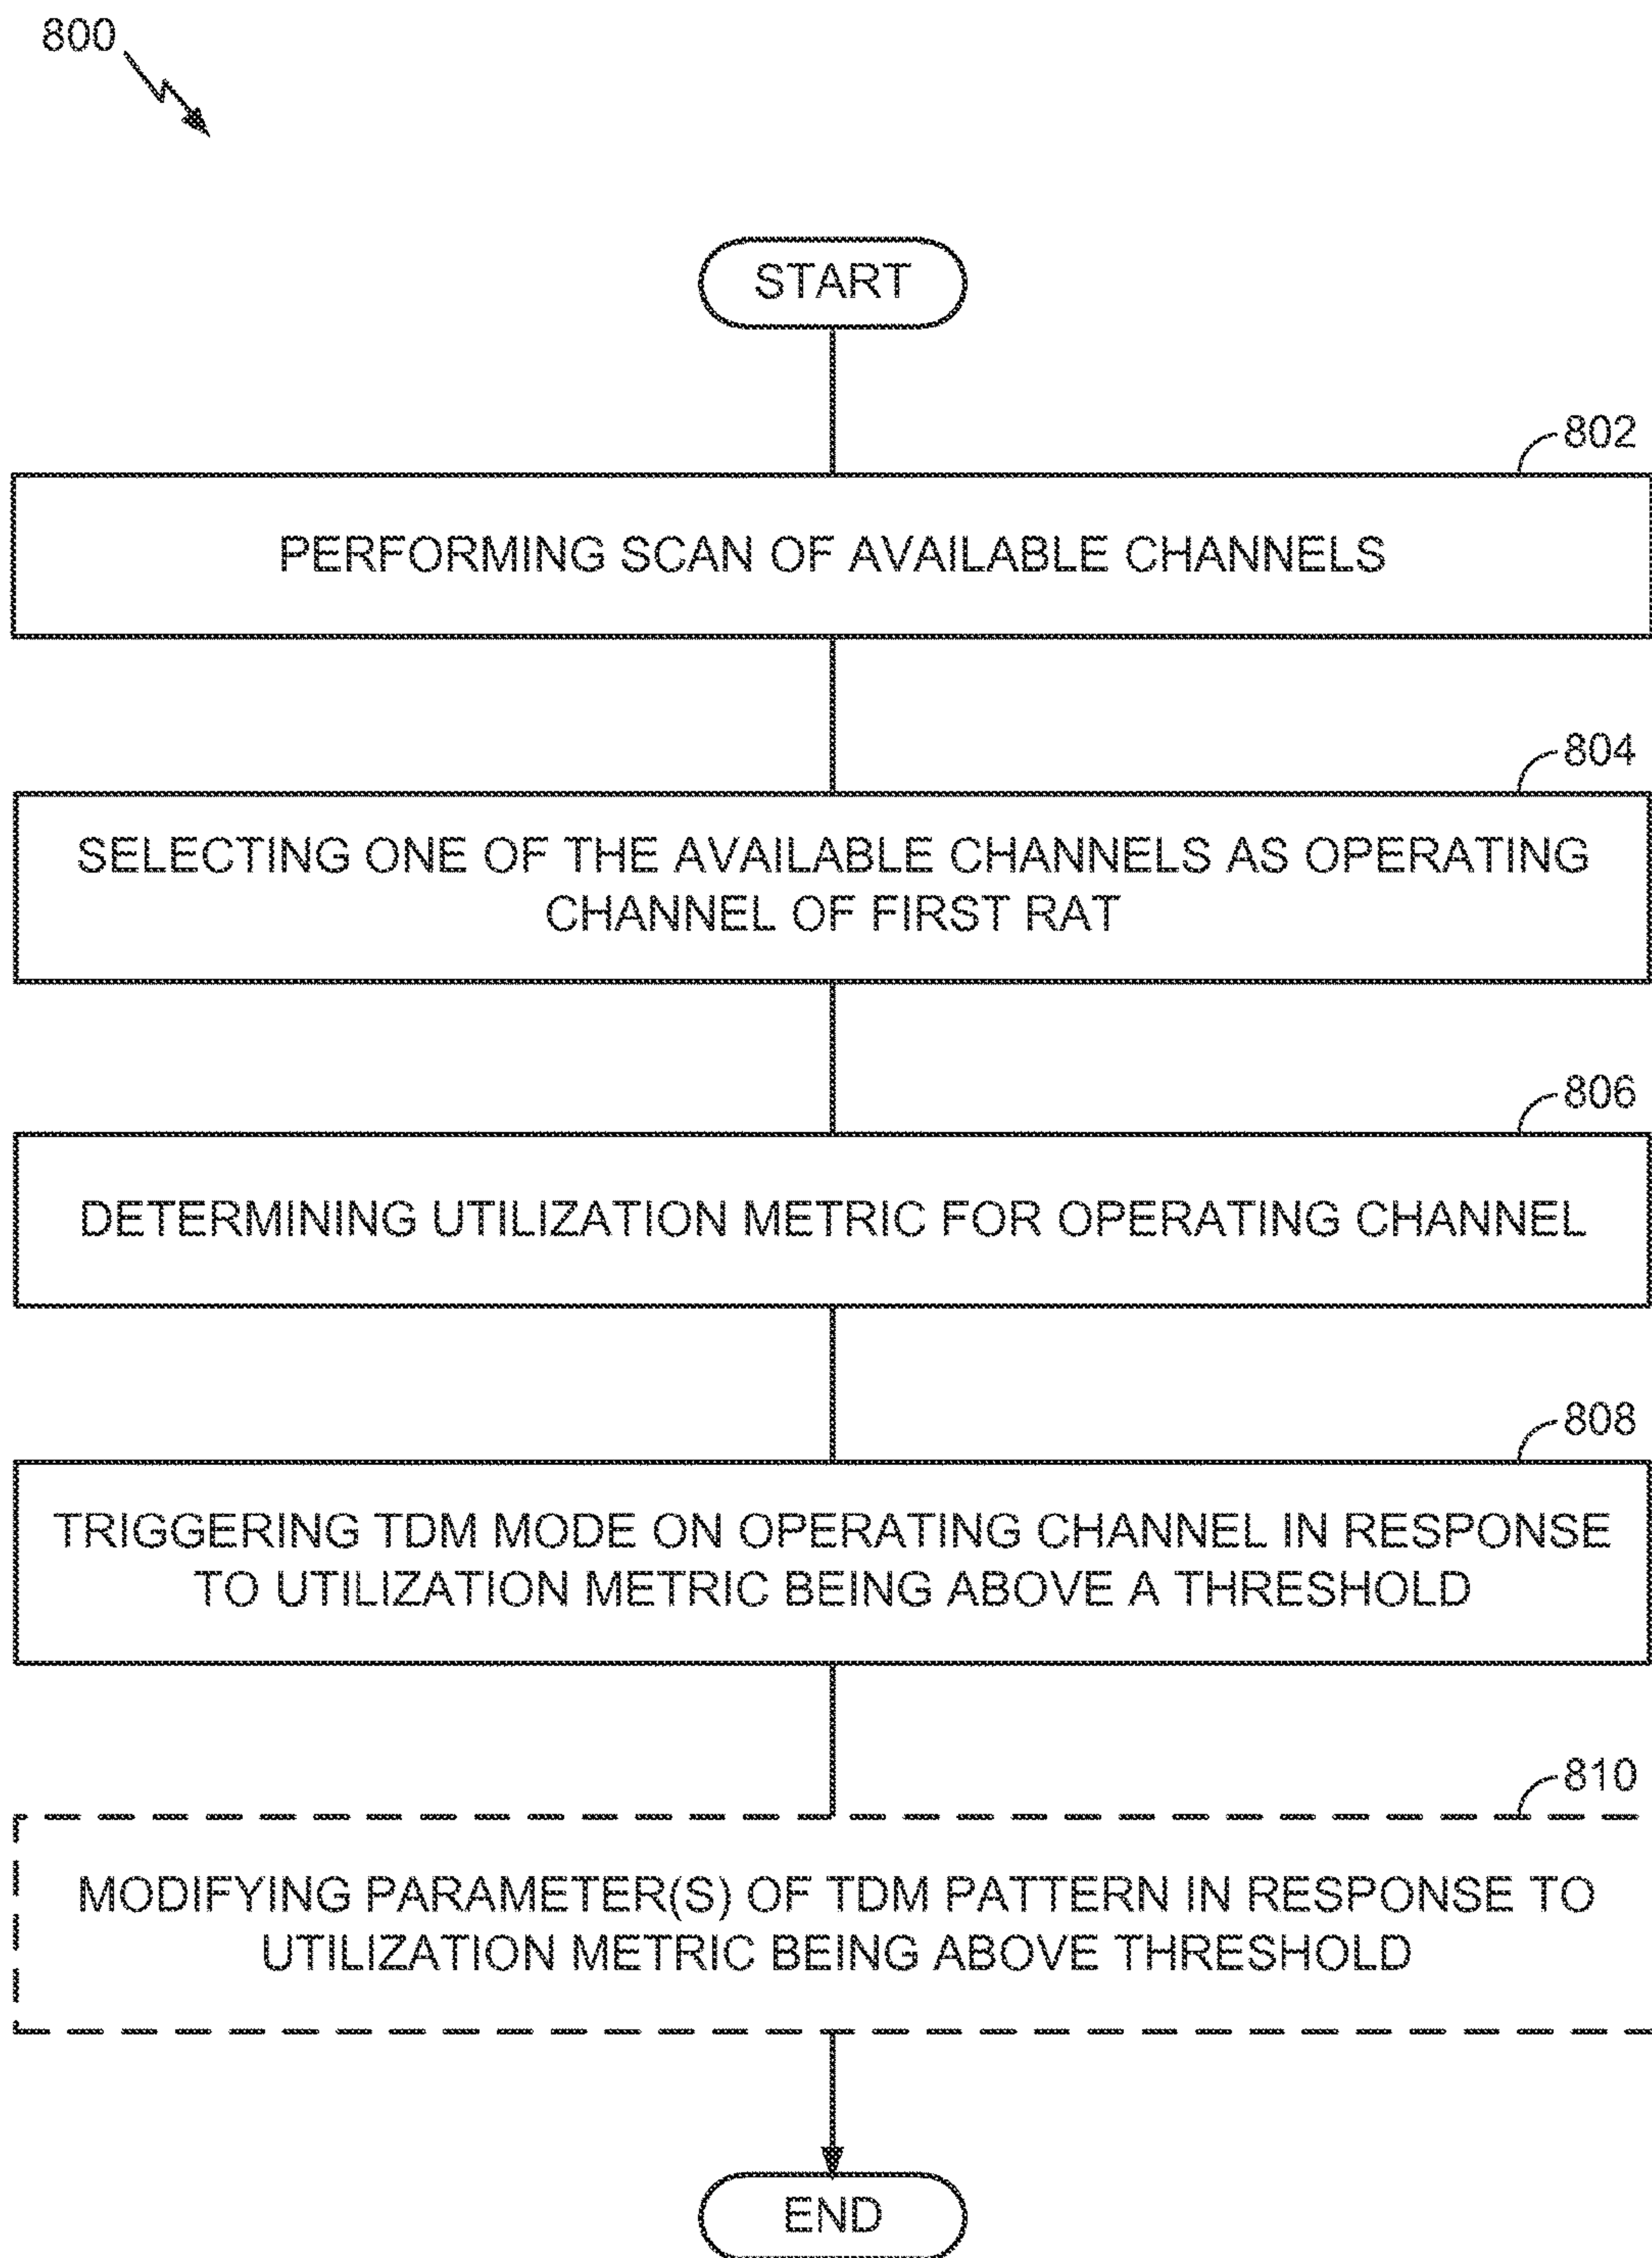 800
START
802
PERFORMING SCAN OF AVAILABLE CHANNELS
804
SELECTING ONE OF THE AVAILABLE CHANNELS AS OPERATING
CHANNEL OF FIRST RAT
806
DETERMINING UTILIZATION METRIC FOR OPERATING CHANNEL
808
TRIGGERING TDM MODE ON OPERATING CHANNEL IN RESPONSE
TO UTILIZATION METRIC BEING ABOVE A THRESHOLD
810
MODIFYING PARAMETER(S) OF TDM PATTERN IN RESPONSE TO
UTILIZATION METRIC BEING ABOVE THRESHOLD
END